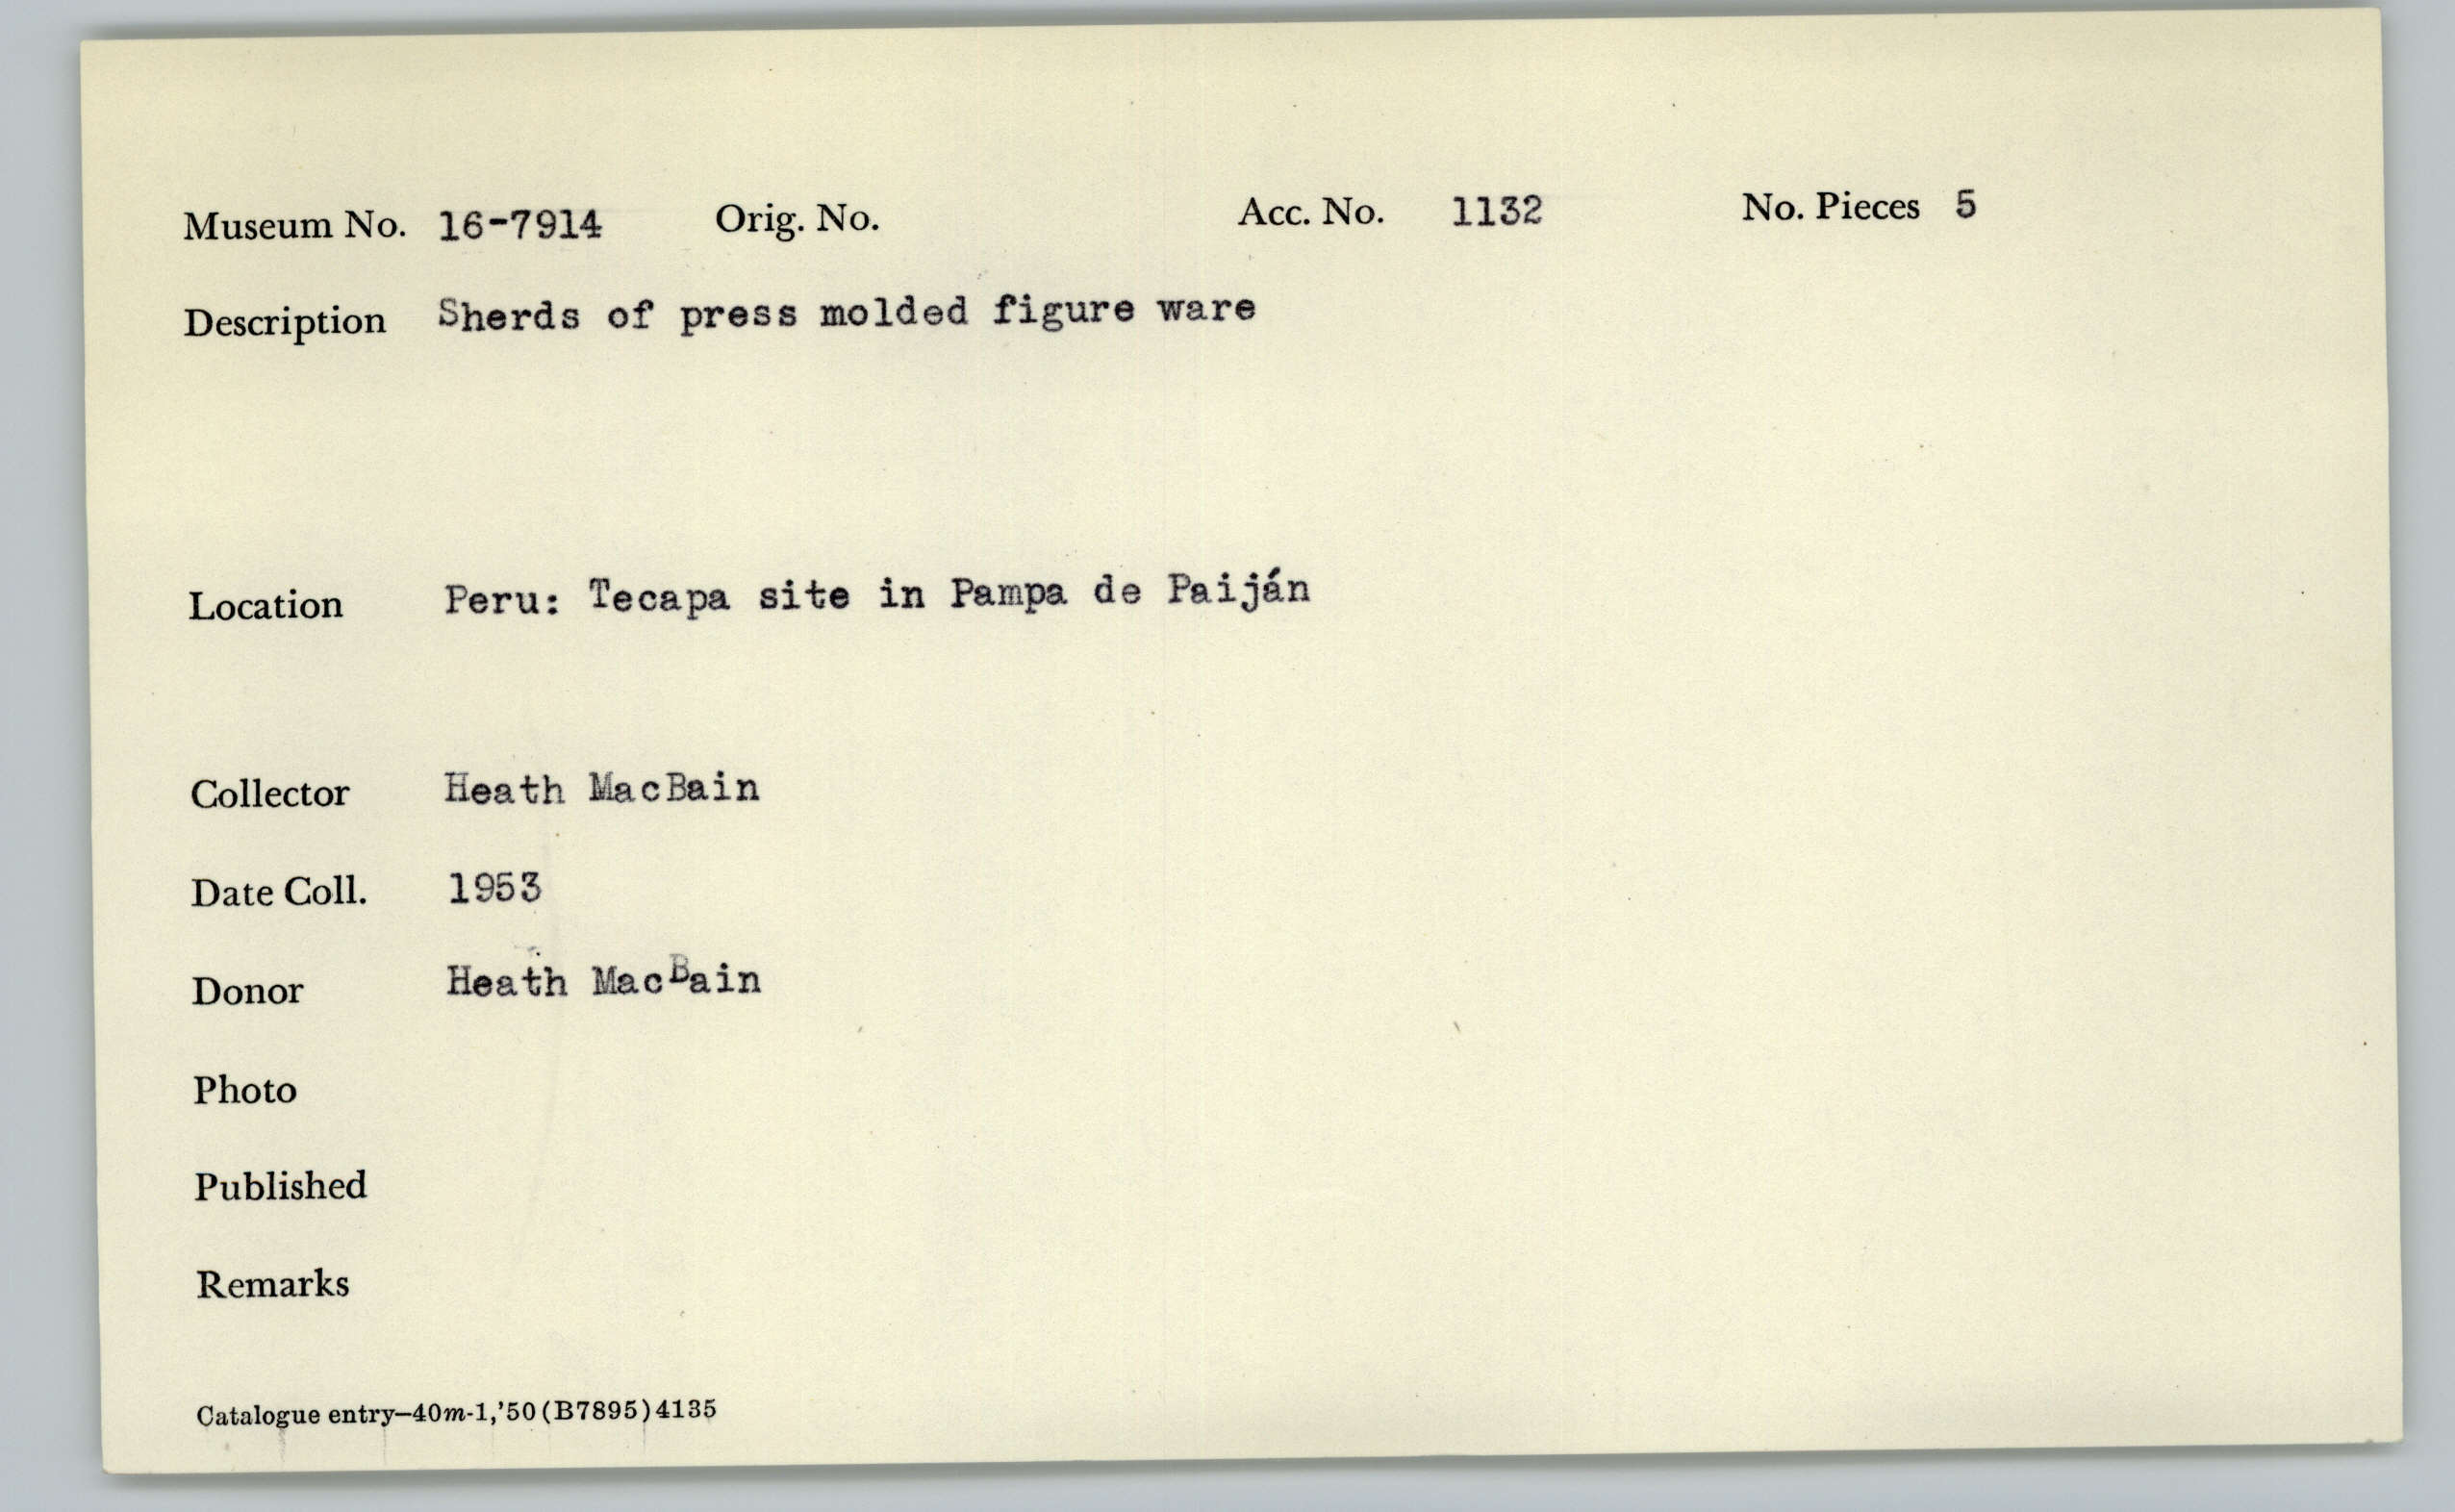 Museum No. 16-7914 Orig. No. Acc. No. 1132 No. Pieces 5
Description Sherds of press molded figure ware
Location Peru: Tecapa site in Pampa de Paiján
Collector Heath MacBain
Date Coll. 1953
Donor Heath MacBain
Photo
Published
Remarks
Catalogue entry—40m-1,'50(B7895)4135